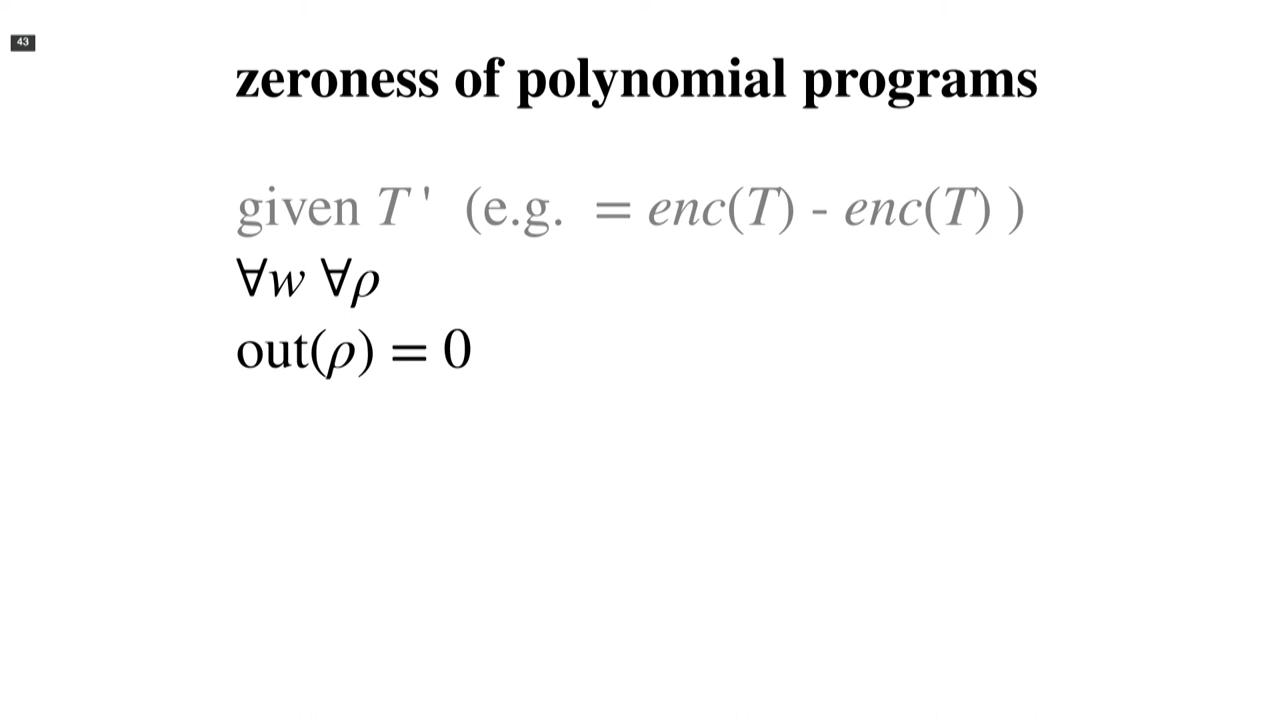 43
zeroness of polynomial programs
given T ' (e.g. = enc(T) - enc(T) )
∀w ∀ρ
out(ρ) = 0